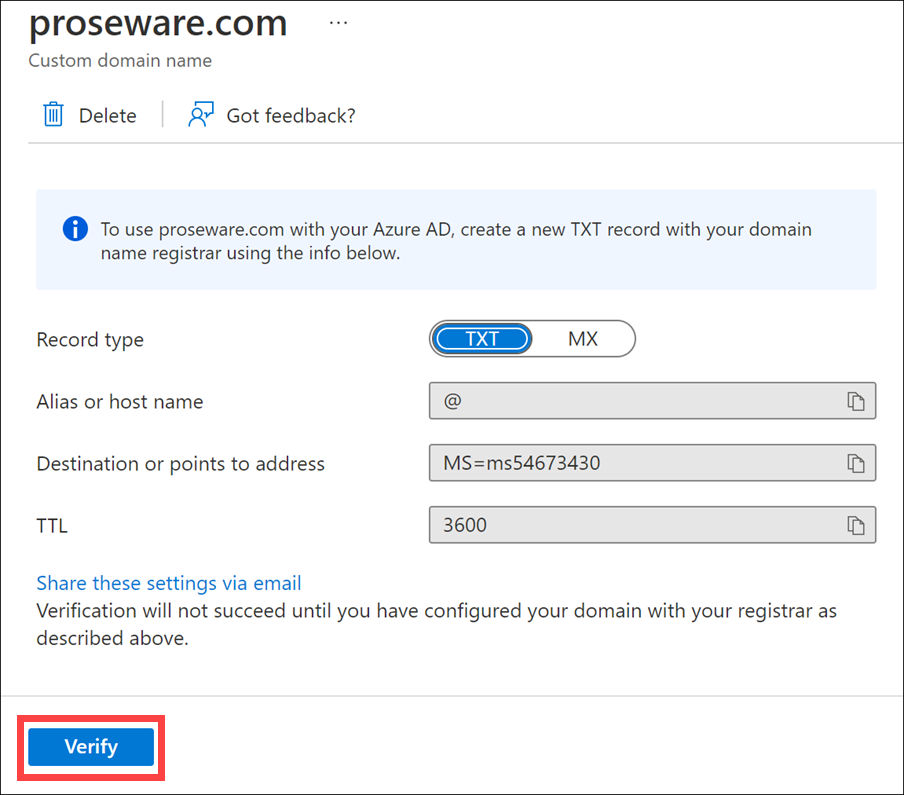 proseware.com ...
Custom domain name
Delete Got feedback?
To use proseware.com with your Azure AD, create a new TXT record with your domain
name registrar using the info below.
Record type TXT MX
Alias or host name @
Destination or points to address MS=ms54673430
TTL 3600
Share these settings via email
Verification will not succeed until you have configured your domain with your registrar as
described above.
Verify